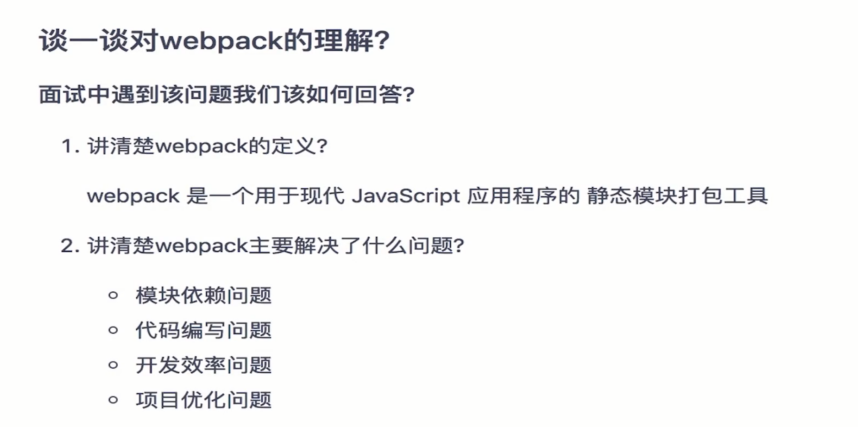 谈一谈对webpack的理解?
面试中遇到该问题我们该如何回答?
1. 讲清楚webpack的定义?
webpack 是一个用于现代 JavaScript 应用程序的 静态模块打包工具
2. 讲清楚webpack主要解决了什么问题?
模块依赖问题
代码编写问题
开发效率问题
项目优化问题